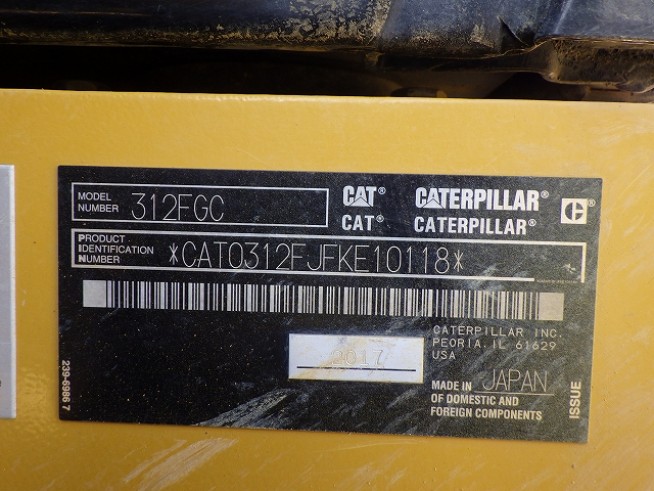 MODEL NUMBER 312FGC
CAT® CATERPILLAR® C
CAT® CATERPILLAR®
PRODUCT IDENTIFICATION NUMBER *CAT0312FJFKE10118*
2017
CATERPILLAR INC.
PEORIA, IL 61629
USA
MADE IN JAPAN
OF DOMESTIC AND
FOREIGN COMPONENTS
ISSUE
239-6986 7